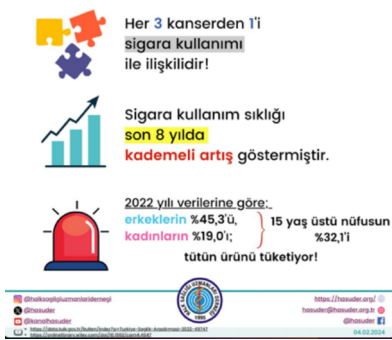 Her 3 kanserden 1'i
sigara kullanımı
ile ilişkilidir!
Sigara kullanım sıklığı
son 8 yılda
kademeli artış göstermiştir.
2022 yılı verilerine göre;
erkeklerin %45,3'ü,
kadınların %19,0'ı;
15 yaş üstü nüfusun
%32,1'i
tütün ürünü tüketiyor!
@halksagligiuzmanlaridernegi
@hasuder
@kanalhasuder
https://hasuder.org/
hasuder@hasuder.org.tr
@hasuder
04.02.2024